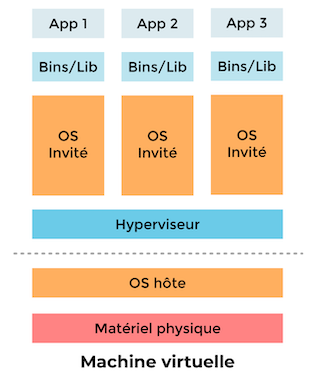 App 1 App 2 App 3
Bins/Lib Bins/Lib Bins/Lib
OS OS OS
Invité Invité Invité
Hyperviseur
OS hôte
Matériel physique
Machine virtuelle